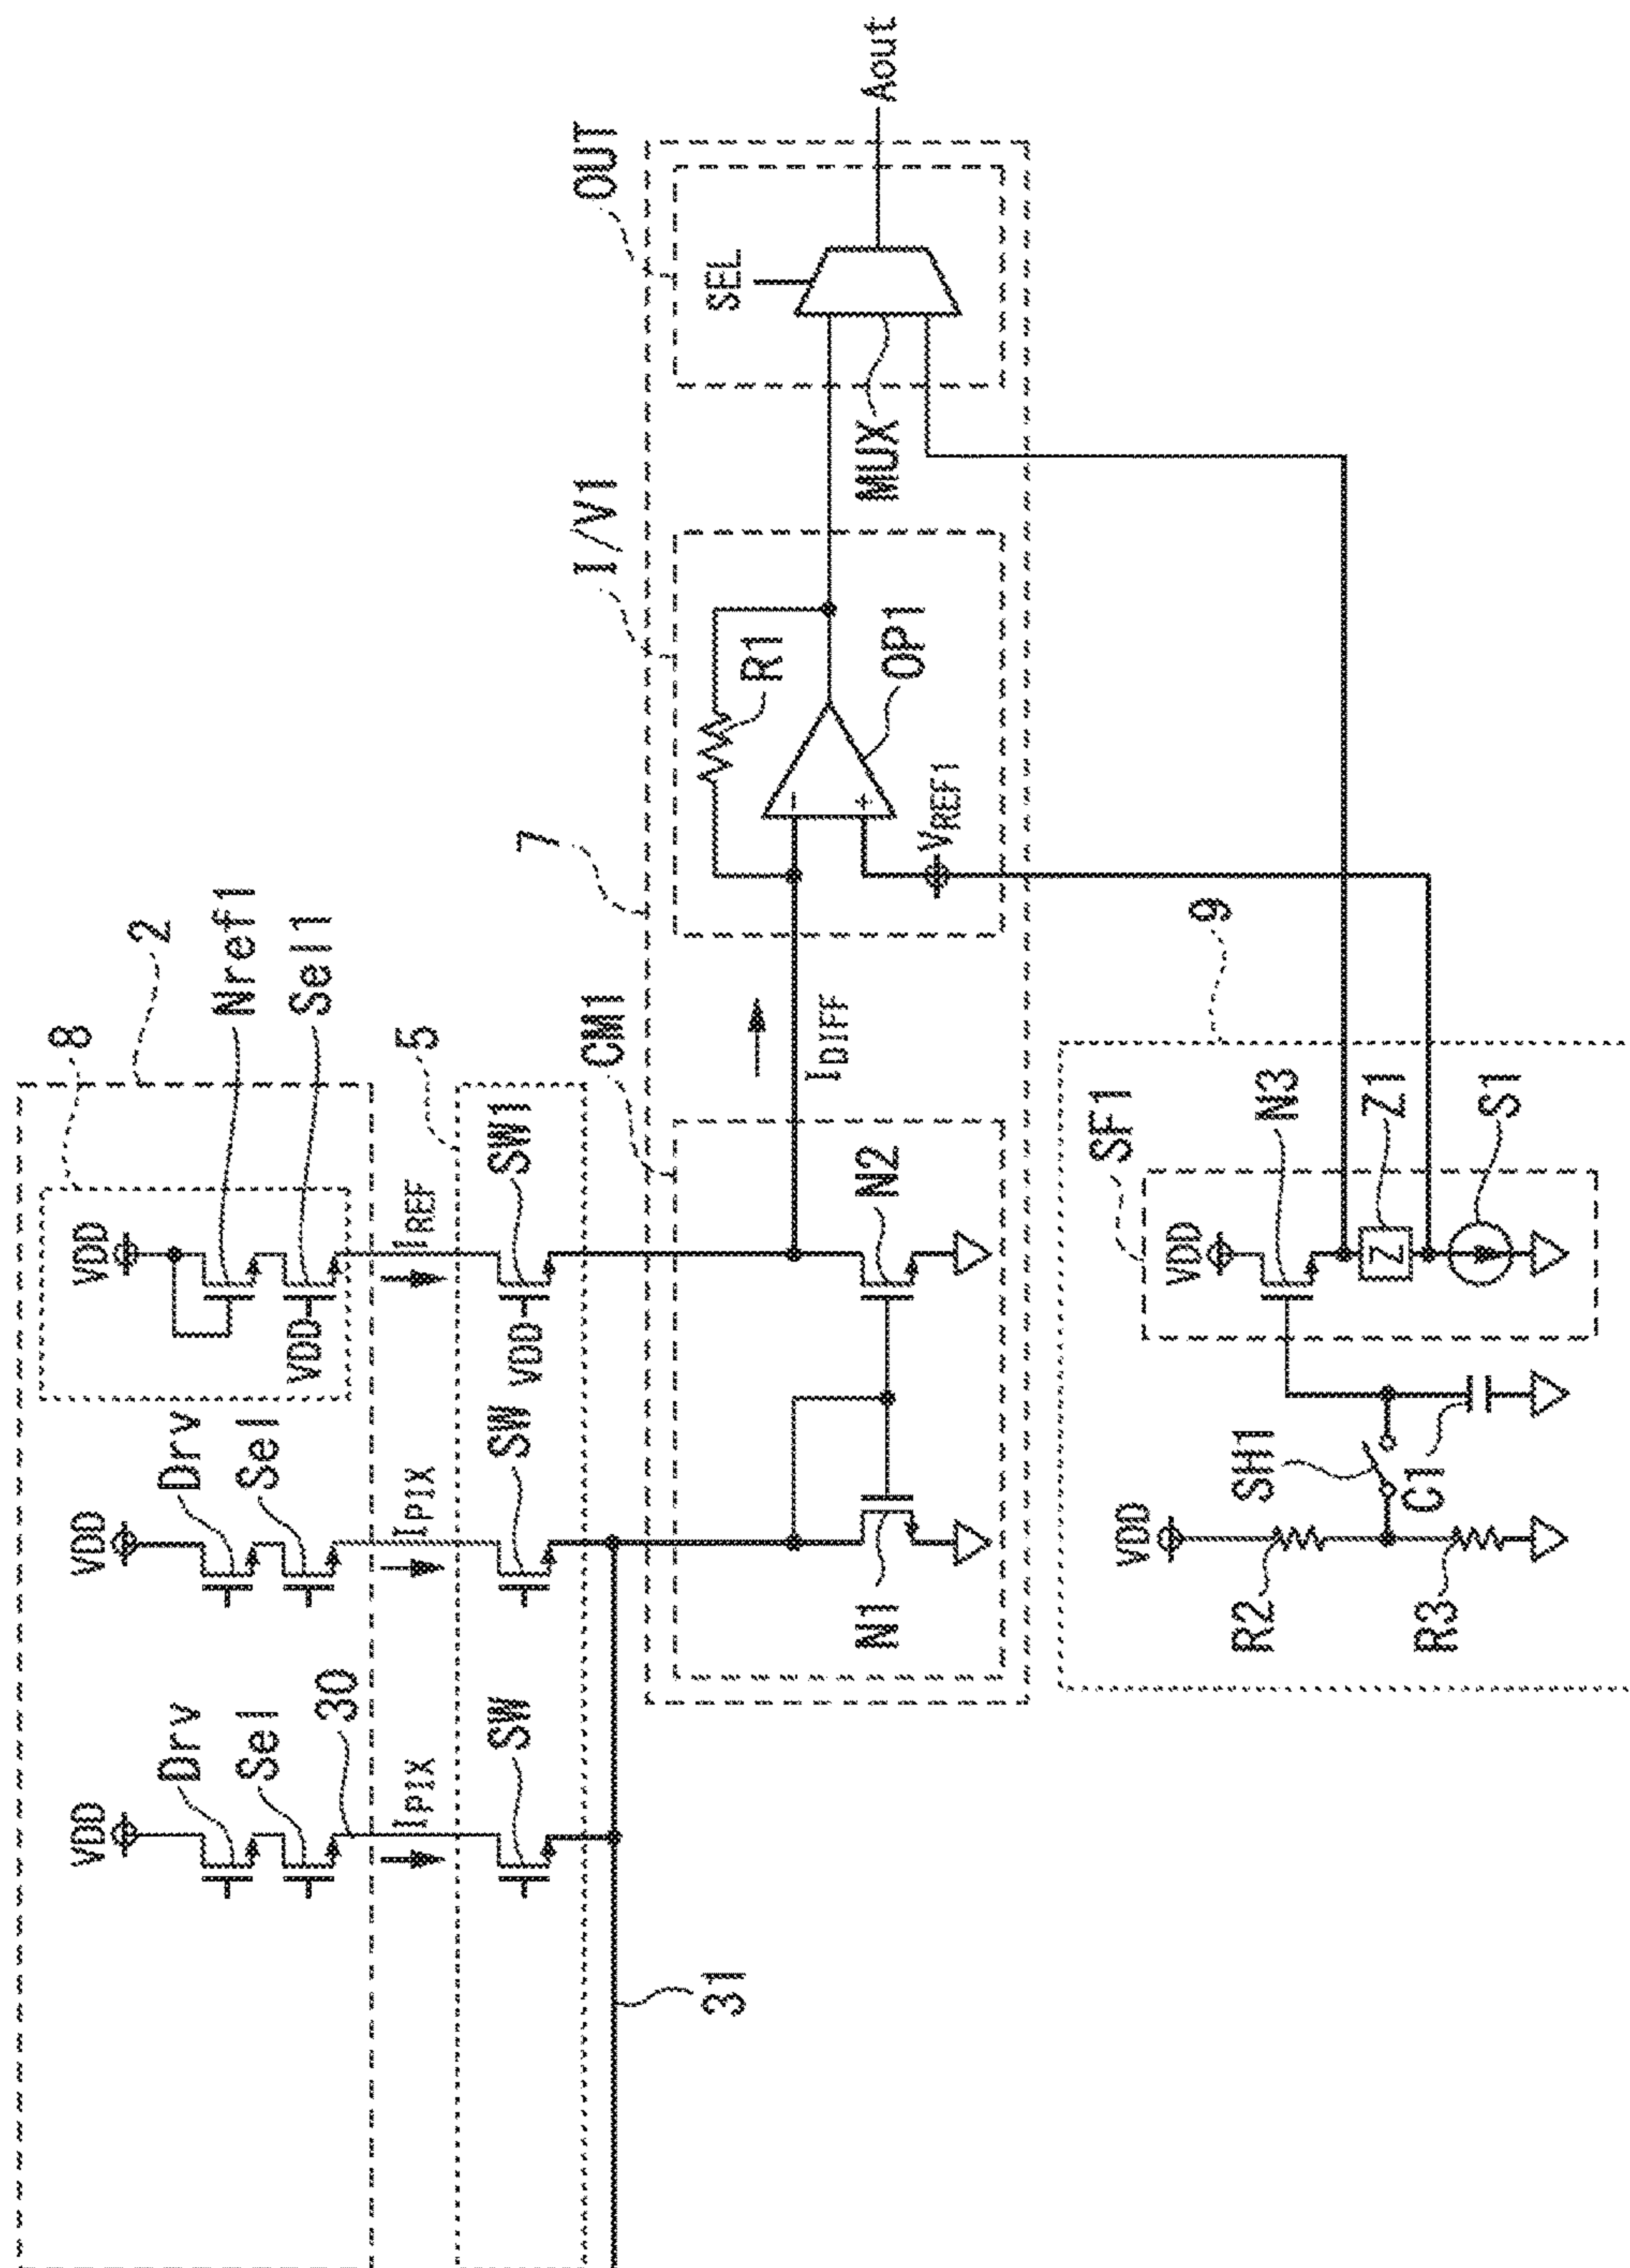 8
2
Nref1
Sel1
VDD
VDD
IREF
Drv
Sel
VDD
IPIX
Drv
Sel
30
VDD
IPIX
5
SW1
VDD
SW
SW
31
7
CM1
N1
N2
IDIFF
I/V1
R1
OP1
VREF1
OUT
SEL
MUX
Aout
9
SF1
VDD
N3
Z1
Z
S1
SH1
C1
VDD
R2
R3